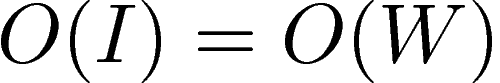 O(I) = O(W)